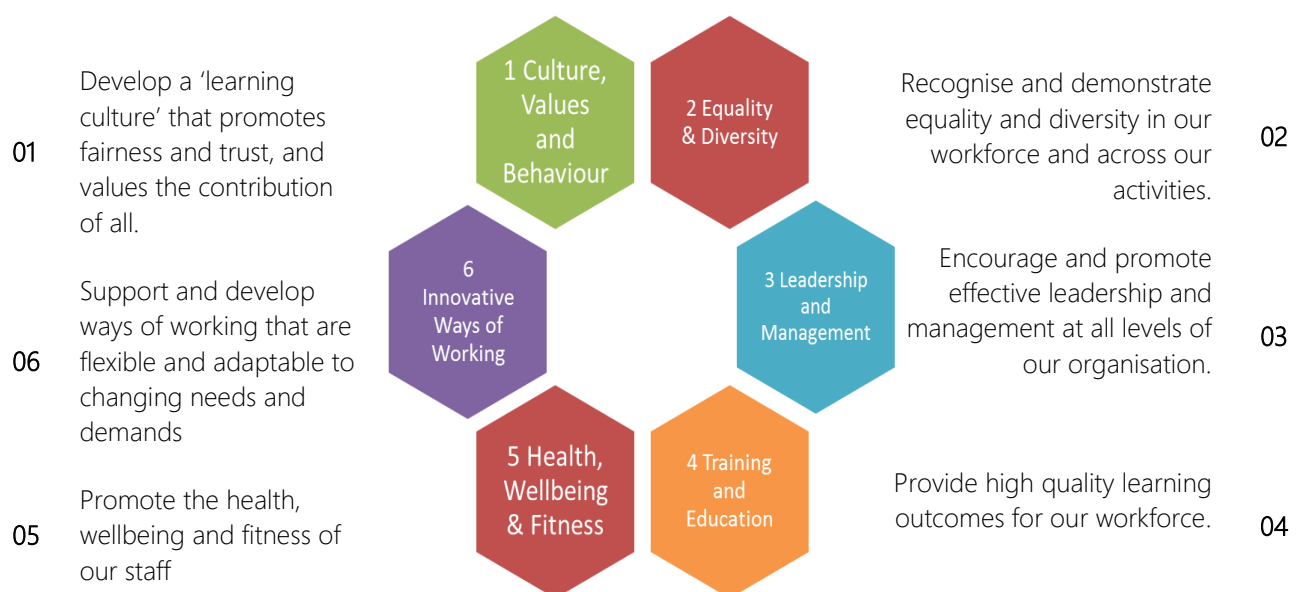 01
Develop a ‘learning
culture’ that promotes
fairness and trust, and
values the contribution
of all.
1 Culture,
Values
and
Behaviour
2 Equality
& Diversity
Recognise and demonstrate
equality and diversity in our
workforce and across our
activities.
02
06
Support and develop
ways of working that are
flexible and adaptable to
changing needs and
demands
6
Innovative
Ways of
Working
3 Leadership
and
Management
Encourage and promote
effective leadership and
management at all levels of
our organisation.
03
05
Promote the health,
wellbeing and fitness of
our staff
5 Health,
Wellbeing
& Fitness
4 Training
and
Education
Provide high quality learning
outcomes for our workforce.
04